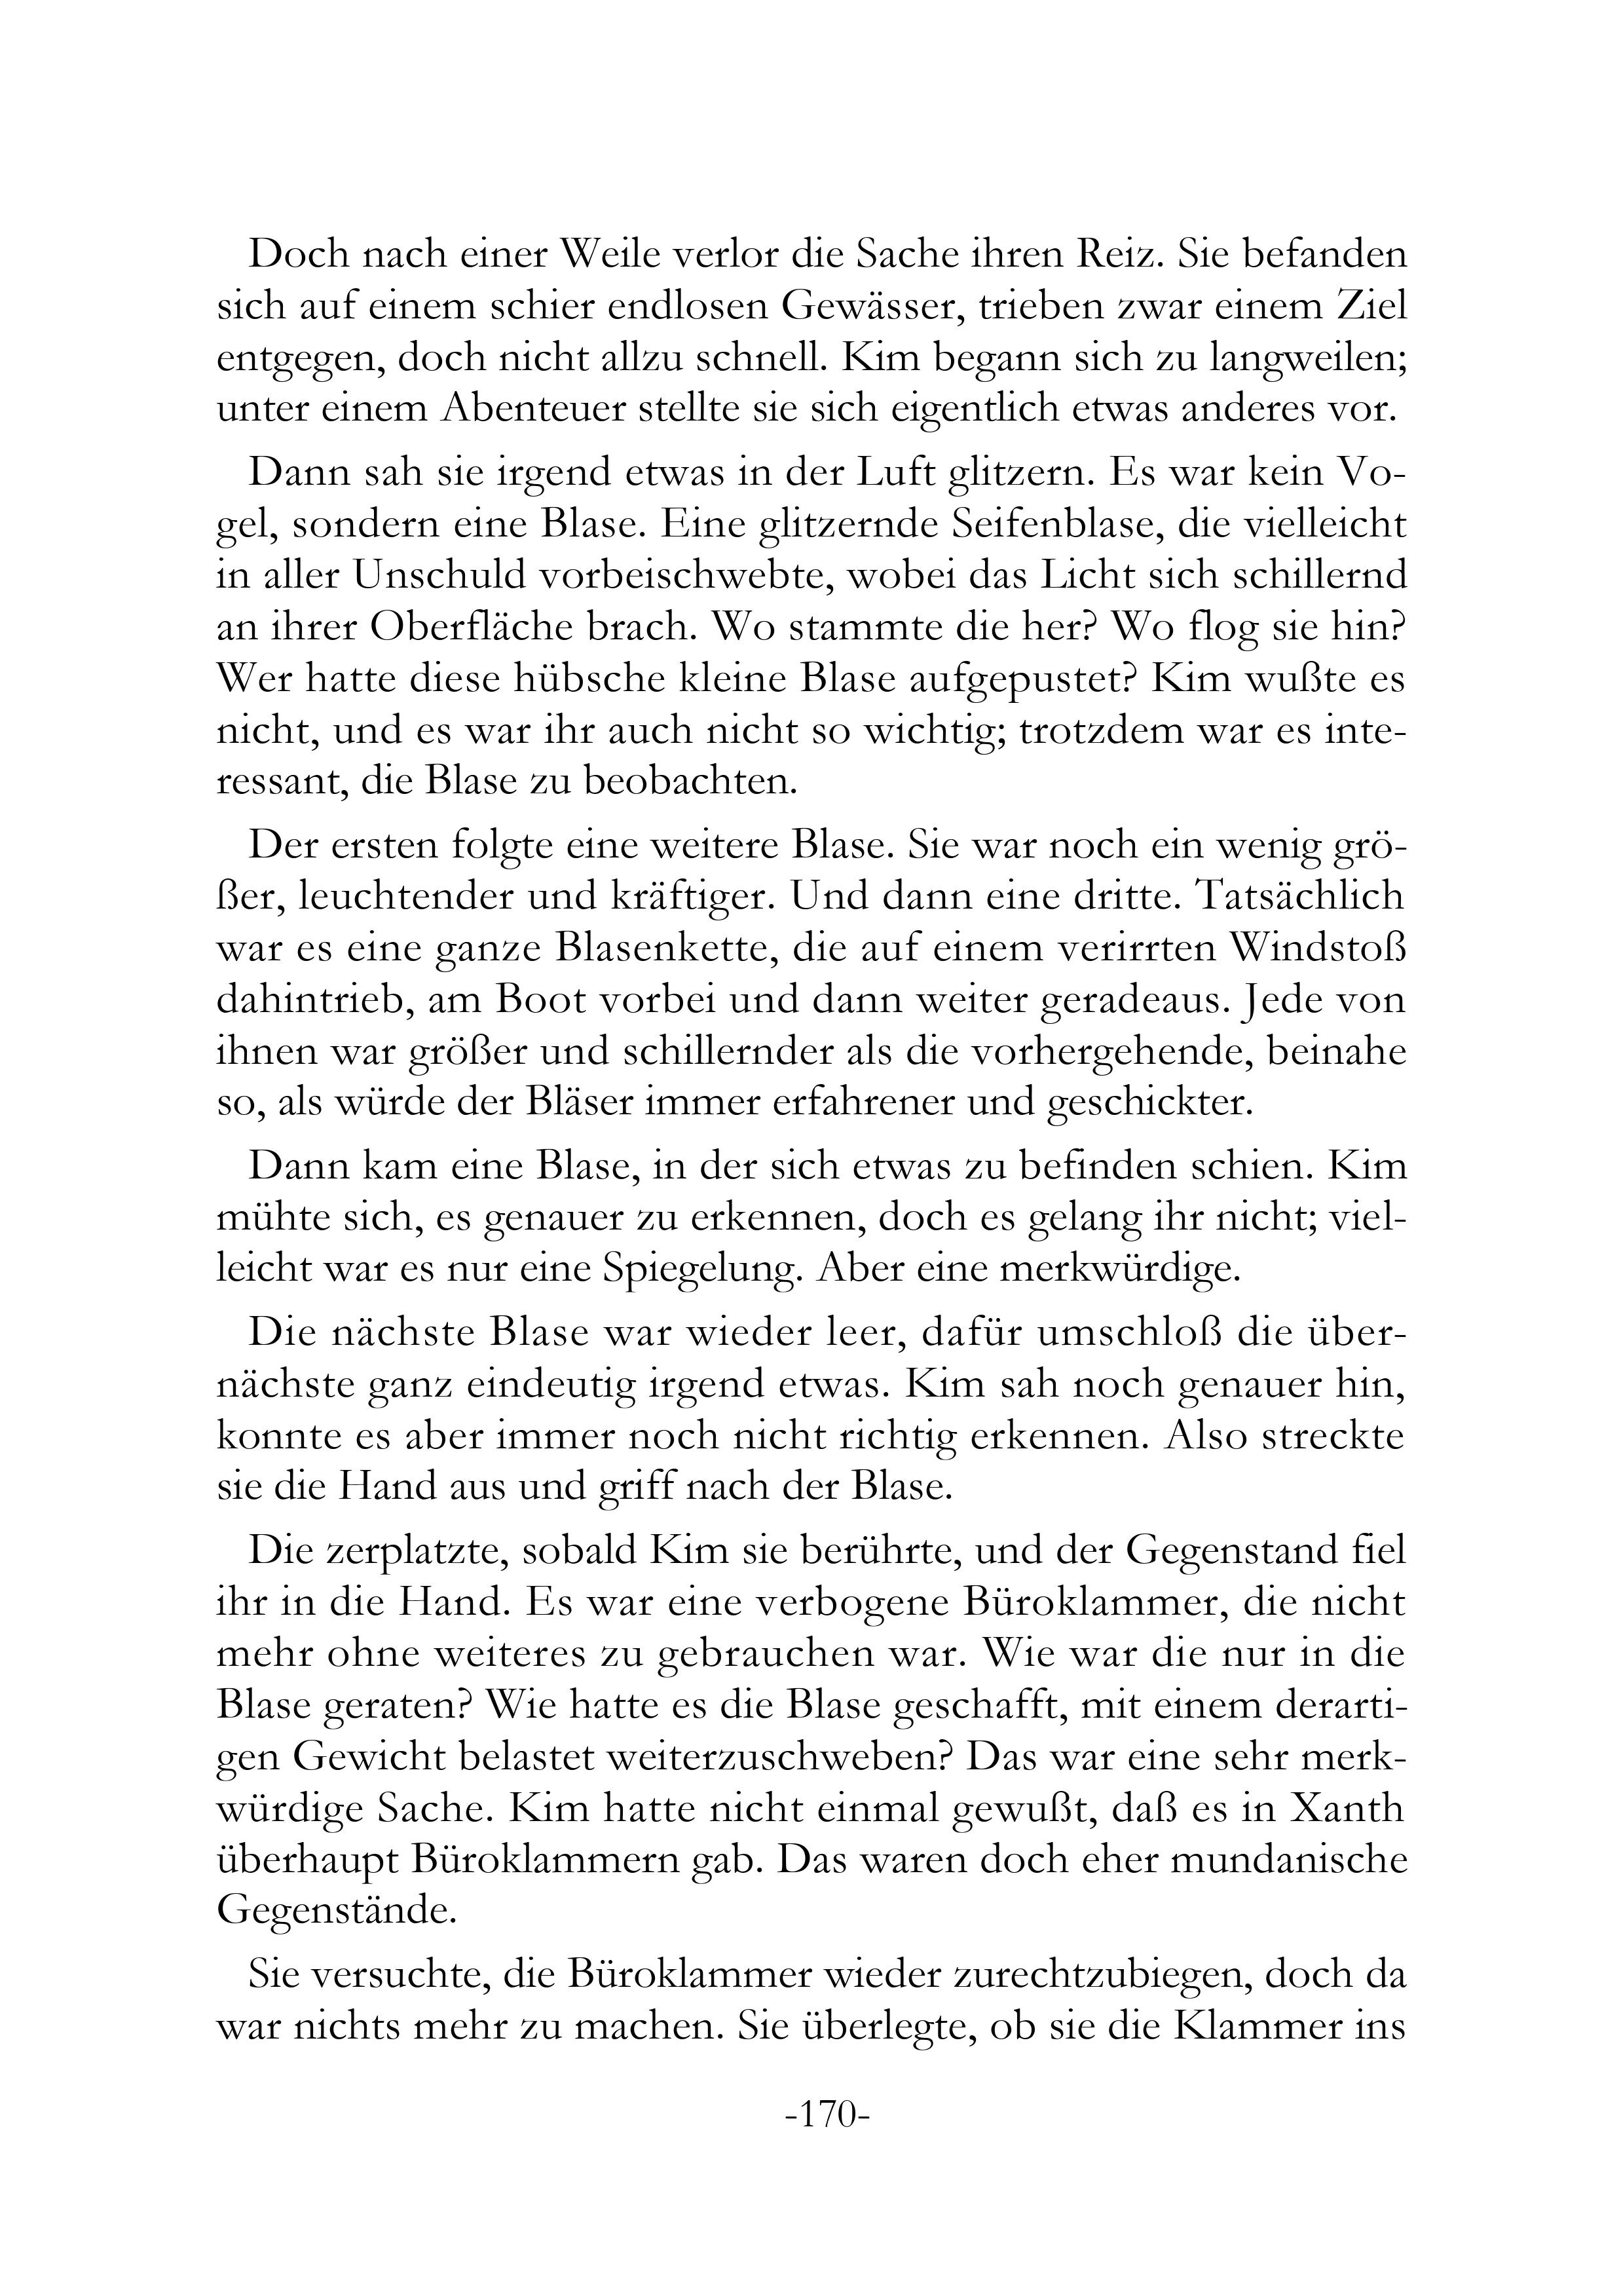 Doch nach einer Weile verlor die Sache ihren Reiz. Sie befanden
sich auf einem schier endlosen Gewässer, trieben zwar einem Ziel
entgegen, doch nicht allzu schnell. Kim begann sich zu langweilen;
unter einem Abenteuer stellte sie sich eigentlich etwas anderes vor.
Dann sah sie irgend etwas in der Luft glitzern. Es war kein Vo-
gel, sondern eine Blase. Eine glitzernde Seifenblase, die vielleicht
in aller Unschuld vorbeischwebte, wobei das Licht sich schillernd
an ihrer Oberfläche brach. Wo stammte die her? Wo flog sie hin?
Wer hatte diese hübsche kleine Blase aufgepustet? Kim wußte es
nicht, und es war ihr auch nicht so wichtig; trotzdem war es inte-
ressant, die Blase zu beobachten.
Der ersten folgte eine weitere Blase. Sie war noch ein wenig grö-
ßer, leuchtender und kräftiger. Und dann eine dritte. Tatsächlich
war es eine ganze Blasenkette, die auf einem verirrten Windstoß
dahintrieb, am Boot vorbei und dann weiter geradeaus. Jede von
ihnen war größer und schillernder als die vorhergehende, beinahe
so, als würde der Bläser immer erfahrener und geschickter.
Dann kam eine Blase, in der sich etwas zu befinden schien. Kim
mühte sich, es genauer zu erkennen, doch es gelang ihr nicht; viel-
leicht war es nur eine Spiegelung. Aber eine merkwürdige.
Die nächste Blase war wieder leer, dafür umschloß die über-
nächste ganz eindeutig irgend etwas. Kim sah noch genauer hin,
konnte es aber immer noch nicht richtig erkennen. Also streckte
sie die Hand aus und griff nach der Blase.
Die zerplatzte, sobald Kim sie berührte, und der Gegenstand fiel
ihr in die Hand. Es war eine verbogene Büroklammer, die nicht
mehr ohne weiteres zu gebrauchen war. Wie war die nur in die
Blase geraten? Wie hatte es die Blase geschafft, mit einem derarti-
gen Gewicht belastet weiterzuschweben? Das war eine sehr merk-
würdige Sache. Kim hatte nicht einmal gewußt, daß es in Xanth
überhaupt Büroklammern gab. Das waren doch eher mundanische
Gegenstände.
Sie versuchte, die Büroklammer wieder zurechtzubiegen, doch da
war nichts mehr zu machen. Sie überlegte, ob sie die Klammer ins
-170-